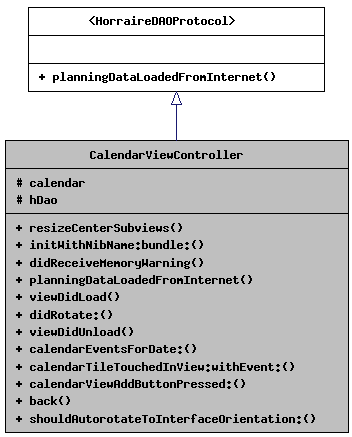 <HorraireDAOProtocol>
+ planningDataLoadedFromInternet()
CalendarViewController
# calendar
# hDao
+ resizeCenterSubviews()
+ initWithNibName:bundle:()
+ didReceiveMemoryWarning()
+ planningDataLoadedFromInternet()
+ viewDidLoad()
+ didRotate:()
+ viewDidUnload()
+ calendarEventsForDate:()
+ calendarTileTouchedInView:withEvent:()
+ calendarViewAddButtonPressed:()
+ back()
+ shouldAutorotateToInterfaceOrientation:()